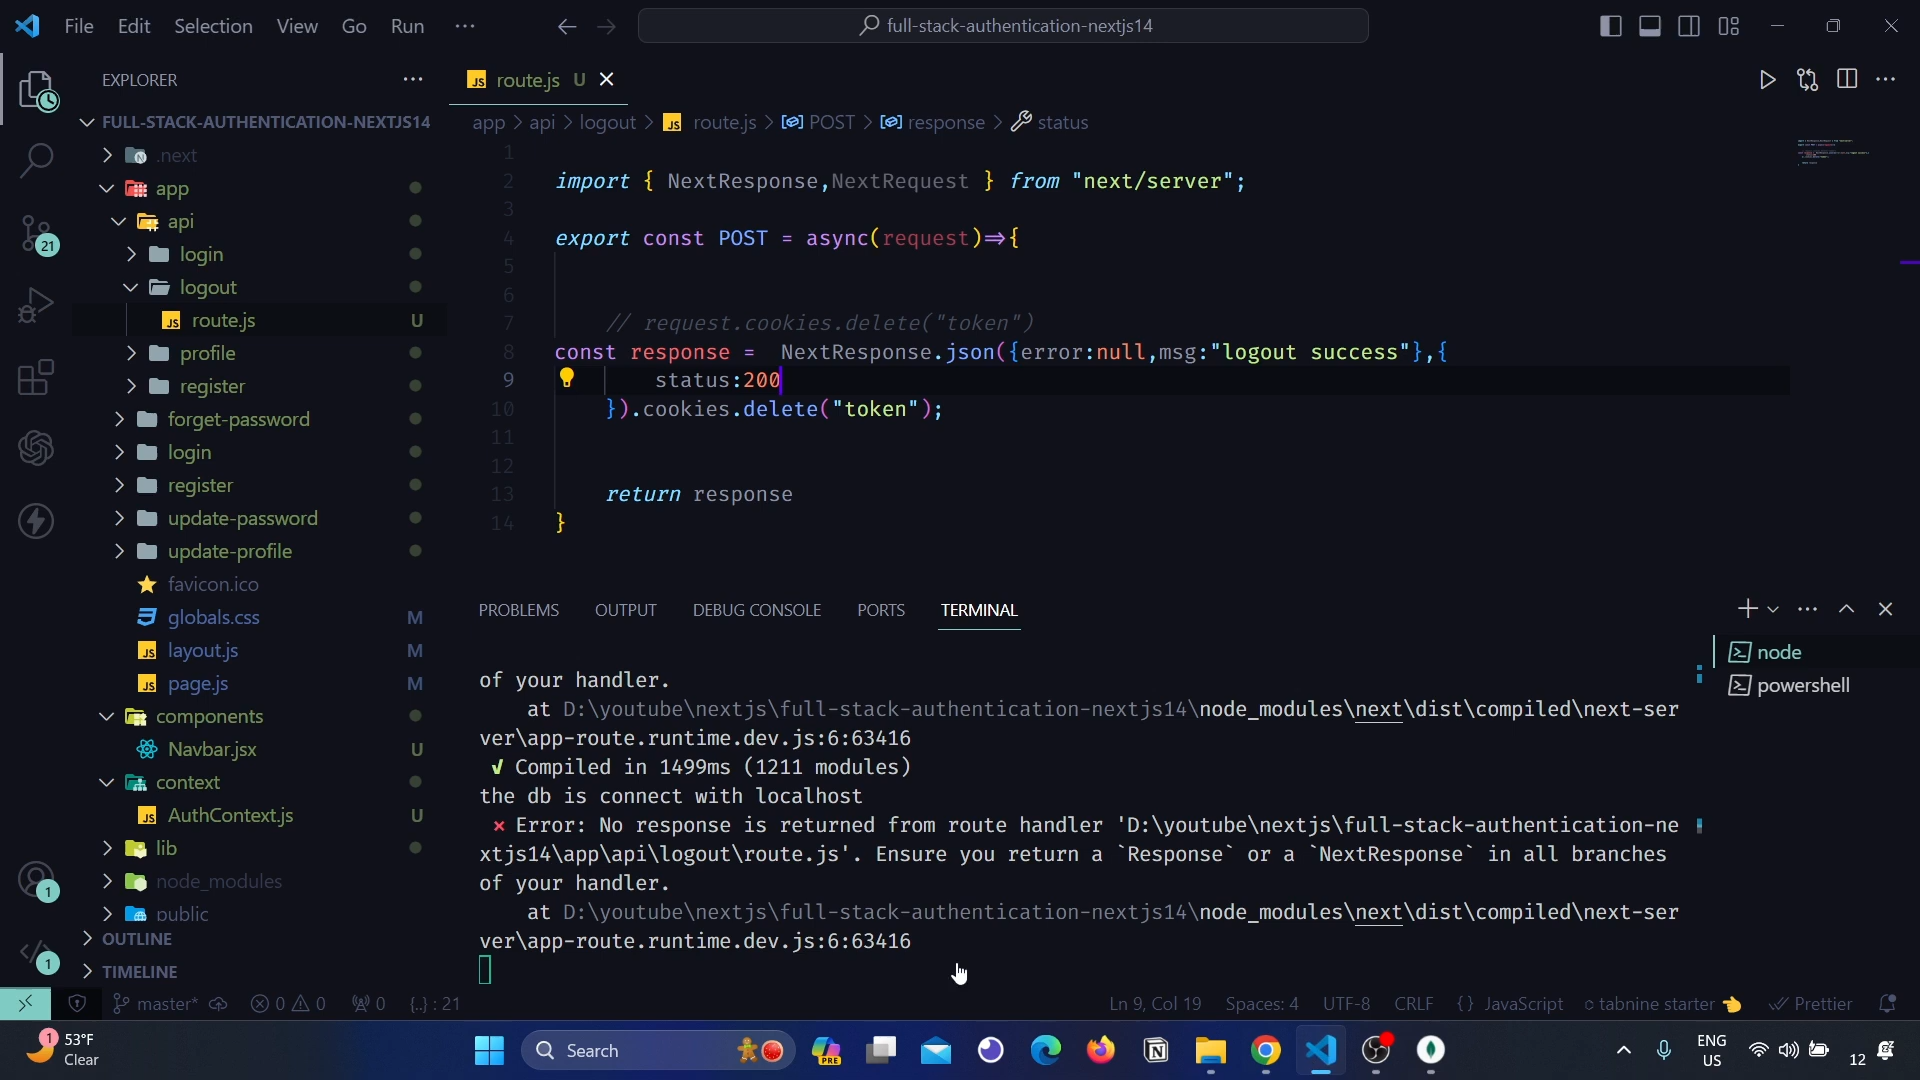 File Edit Selection View Go Run ···
full-stack-authentication-nextjs14
EXPLORER
FULL-STACK-AUTHENTICATION-NEXTJS14
.next
app
api
login
logout
route.js U
profile
register
forget-password
login
register
update-password
update-profile
favicon.ico
globals.css M
layout.js M
page.js M
components
Navbar.jsx U
context
AuthContext.js U
lib
node_modules
public
OUTLINE
TIMELINE
21
1
1
JS route.js U
app > api > logout > JS route.js > POST > response > status
1
2 import { NextResponse,NextRequest } from "next/server";
3
4 export const POST = async(request)⇒{
5
6
7 // request.cookies.delete("token")
8 const response = NextResponse.json({error:null,msg:"logout success"},{
9 status:200
10 }).cookies.delete("token");
11
12
13 return response
14 }
PROBLEMS OUTPUT DEBUG CONSOLE PORTS TERMINAL
node
powershell
of your handler.
at D:\youtube\nextjs\full-stack-authentication-nextjs14\node_modules\next\dist\compiled\next-ser
ver\app-route.runtime.dev.js:6:63416
√ Compiled in 1499ms (1211 modules)
the db is connect with localhost
× Error: No response is returned from route handler 'D:\youtube\nextjs\full-stack-authentication-ne
xtjs14\app\api\logout\route.js'. Ensure you return a `Response` or a `NextResponse` in all branches
of your handler.
at D:\youtube\nextjs\full-stack-authentication-nextjs14\node_modules\next\dist\compiled\next-ser
ver\app-route.runtime.dev.js:6:63416
master* 0 0 0 {..} : 21
Ln 9, Col 19 Spaces: 4 UTF-8 CRLF {} JavaScript tabnine starter Prettier
1 53°F
Clear
Search
PRE
ENG
US
12